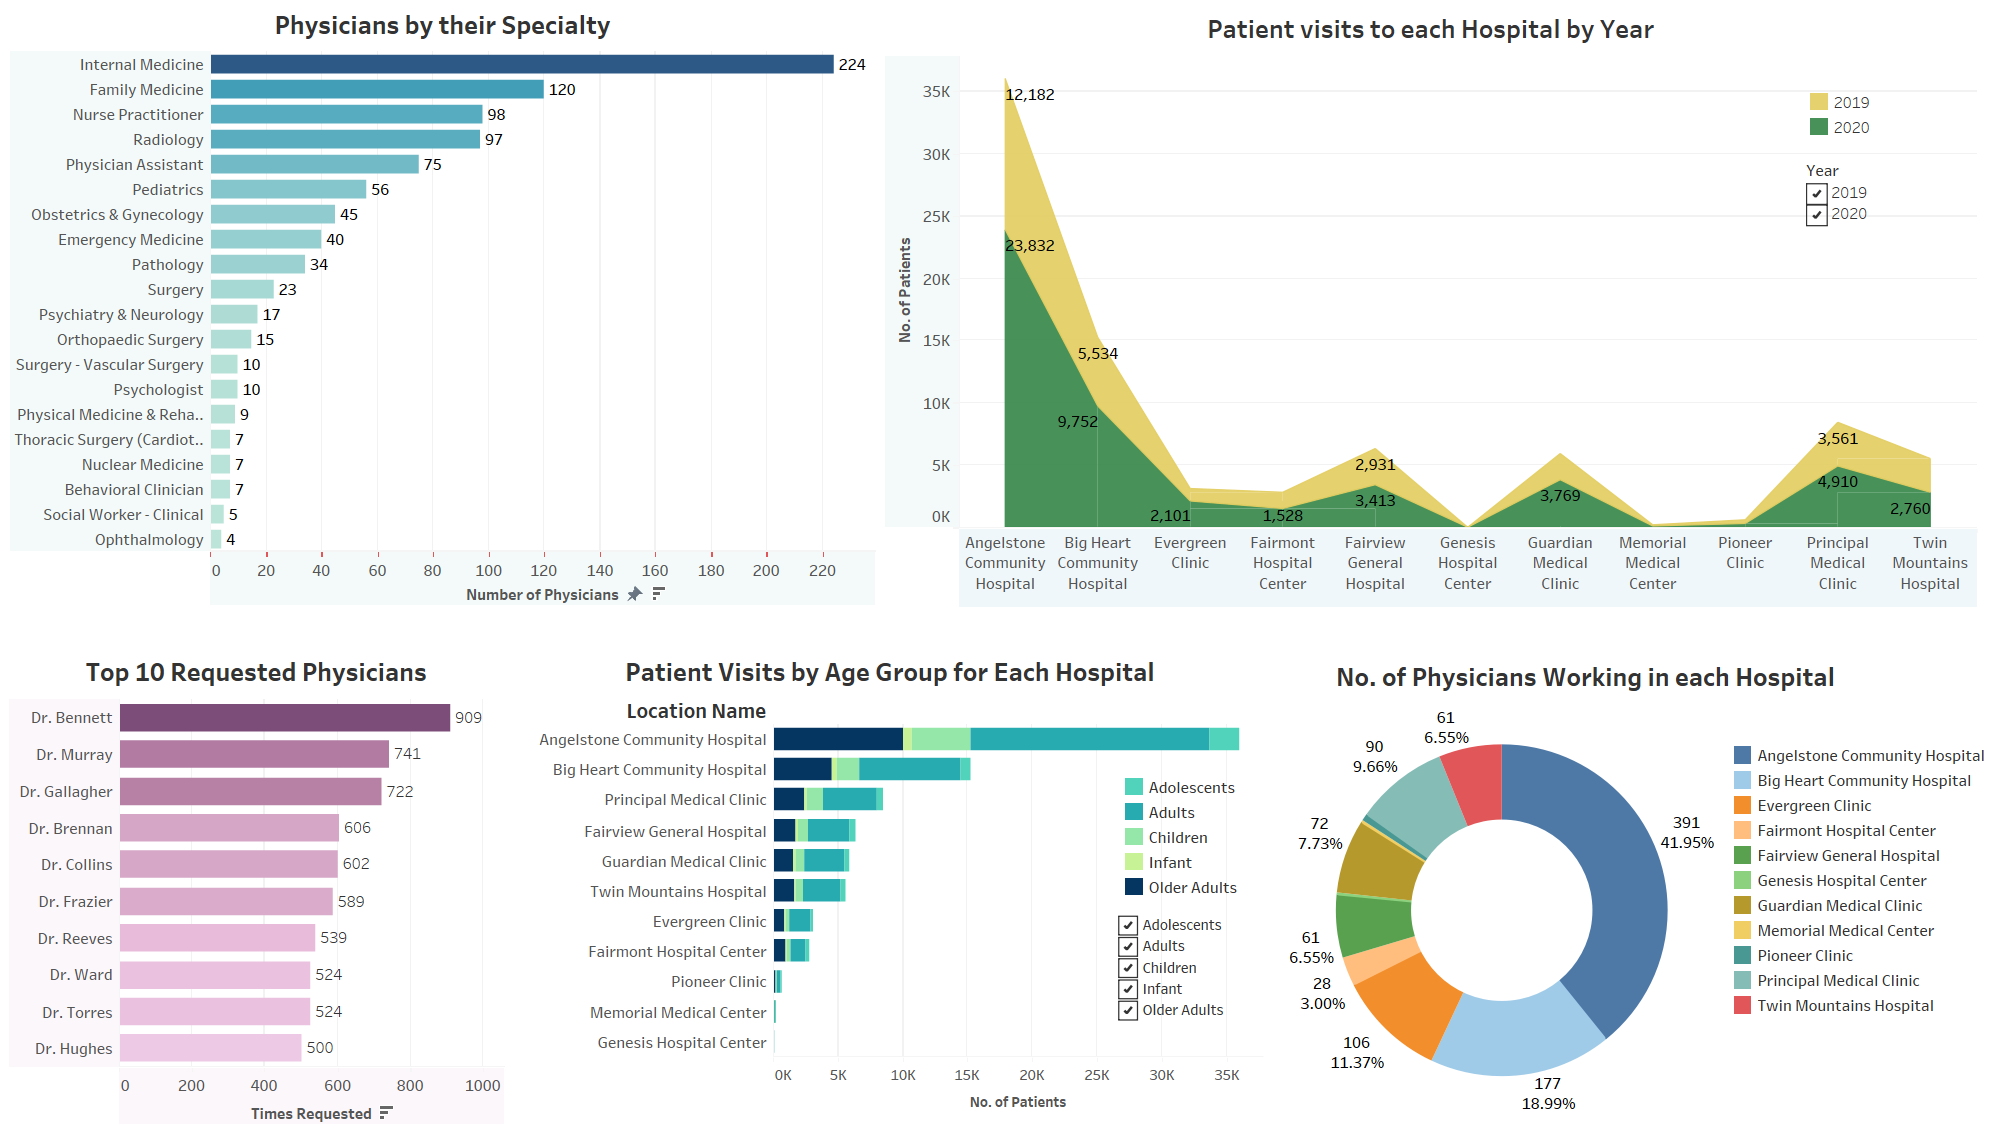 Physicians by their Specialty
Internal Medicine 224
Family Medicine 120
Nurse Practitioner 98
Radiology 97
Physician Assistant 75
Pediatrics 56
Obstetrics & Gynecology 45
Emergency Medicine 40
Pathology 34
Surgery 23
Psychiatry & Neurology 17
Orthopaedic Surgery 15
Surgery - Vascular Surgery 10
Psychologist 10
Physical Medicine & Reha.. 9
Thoracic Surgery (Cardiot.. 7
Nuclear Medicine 7
Behavioral Clinician 7
Social Worker - Clinical 5
Ophthalmology 4
0 20 40 60 80 100 120 140 160 180 200 220
Number of Physicians
Patient visits to each Hospital by Year
No. of Patients
35K
30K
25K
20K
15K
10K
5K
0K
12,182
23,832
5,534
9,752
2,101
1,528
2,931
3,413
3,769
3,561
4,910
2,760
2019
2020
Year
2019
2020
Angelstone Community Hospital
Big Heart Community Hospital
Evergreen Clinic
Fairmont Hospital Center
Fairview General Hospital
Genesis Hospital Center
Guardian Medical Clinic
Memorial Medical Center
Pioneer Clinic
Principal Medical Clinic
Twin Mountains Hospital
Top 10 Requested Physicians
Dr. Bennett 909
Dr. Murray 741
Dr. Gallagher 722
Dr. Brennan 606
Dr. Collins 602
Dr. Frazier 589
Dr. Reeves 539
Dr. Ward 524
Dr. Torres 524
Dr. Hughes 500
0 200 400 600 800 1000
Times Requested
Patient Visits by Age Group for Each Hospital
Location Name
Angelstone Community Hospital
Big Heart Community Hospital
Principal Medical Clinic
Fairview General Hospital
Guardian Medical Clinic
Twin Mountains Hospital
Evergreen Clinic
Fairmont Hospital Center
Pioneer Clinic
Memorial Medical Center
Genesis Hospital Center
0K 5K 10K 15K 20K 25K 30K 35K
No. of Patients
Adolescents
Adults
Children
Infant
Older Adults
Adolescents
Adults
Children
Infant
Older Adults
No. of Physicians Working in each Hospital
61
6.55%
90
9.66%
72
7.73%
61
6.55%
28
3.00%
106
11.37%
177
18.99%
391
41.95%
Angelstone Community Hospital
Big Heart Community Hospital
Evergreen Clinic
Fairmont Hospital Center
Fairview General Hospital
Genesis Hospital Center
Guardian Medical Clinic
Memorial Medical Center
Pioneer Clinic
Principal Medical Clinic
Twin Mountains Hospital